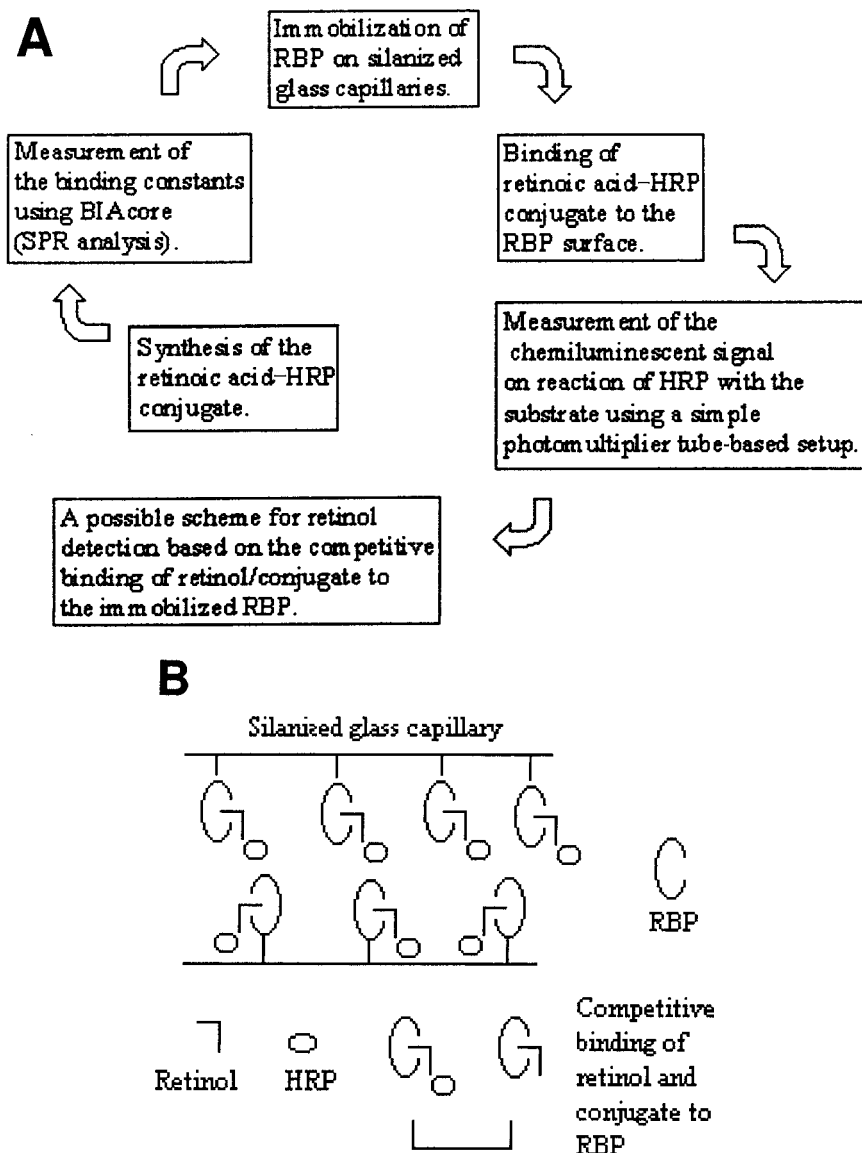 A
Immobilization of
RBP on silanized
glass capillaries.
Measurement of
the binding constants
using BIAcore
(SPR analysis).
Binding of
retinoic acid-HRP
conjugate to the
RBP surface.
Synthesis of the
retinoic acid-HRP
conjugate.
Measurement of the
chemiluminescent signal
on reaction of HRP with the
substrate using a simple
photomultiplier tube-based setup.
A possible scheme for retinol
detection based on the competitive
binding of retinol/conjugate to
the immobilized RBP.
B
Silanized glass capillary
RBP
Retinol
HRP
Competitive
binding of
retinol and
conjugate to
RBP